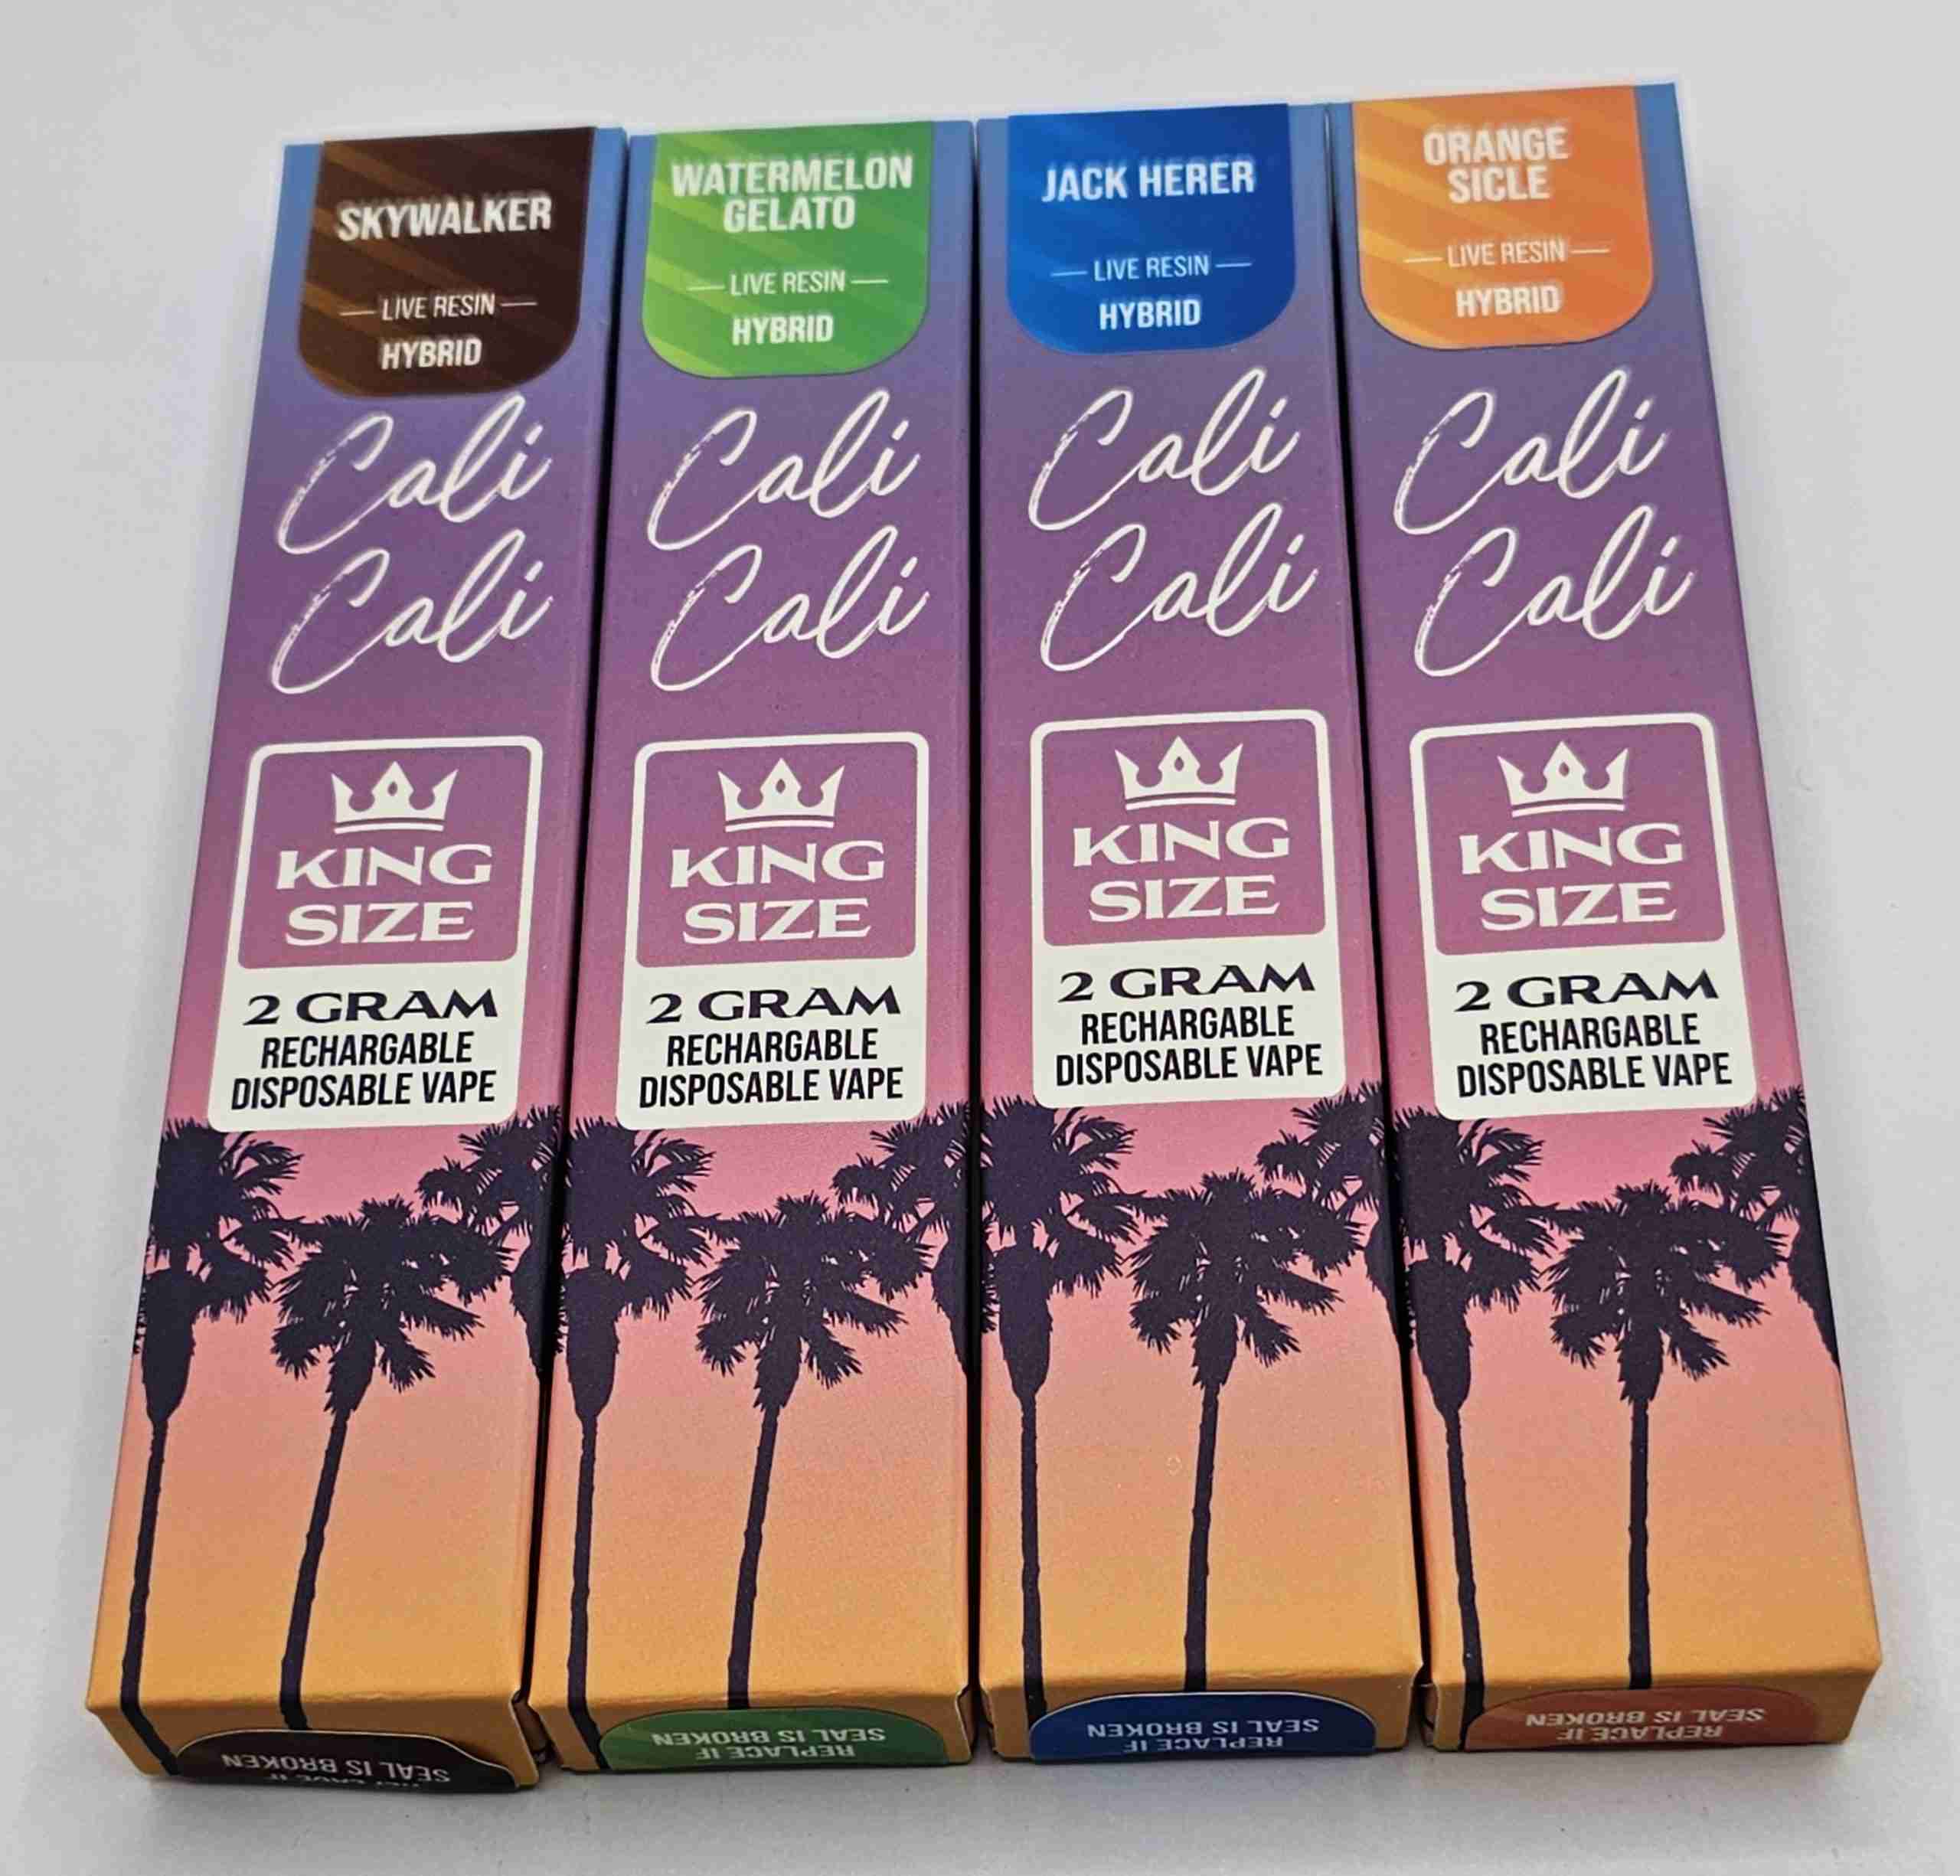 SKYWALKER
LIVE RESIN
HYBRID
Cali
Cali
KING
SIZE
2 GRAM
RECHARGABLE
DISPOSABLE VAPE
SEAL IS BROKEN
WATERMELON
GELATO
LIVE RESIN
HYBRID
Cali
Cali
KING
SIZE
2 GRAM
RECHARGABLE
DISPOSABLE VAPE
REPLACE IF
SEAL IS BROKEN
JACK HERER
LIVE RESIN
HYBRID
Cali
Cali
KING
SIZE
2 GRAM
RECHARGABLE
DISPOSABLE VAPE
REPLACE IF
SEAL IS BROKEN
ORANGE
SICLE
LIVE RESIN
HYBRID
Cali
Cali
KING
SIZE
2 GRAM
RECHARGABLE
DISPOSABLE VAPE
REPLACE IF
SEAL IS BROKEN